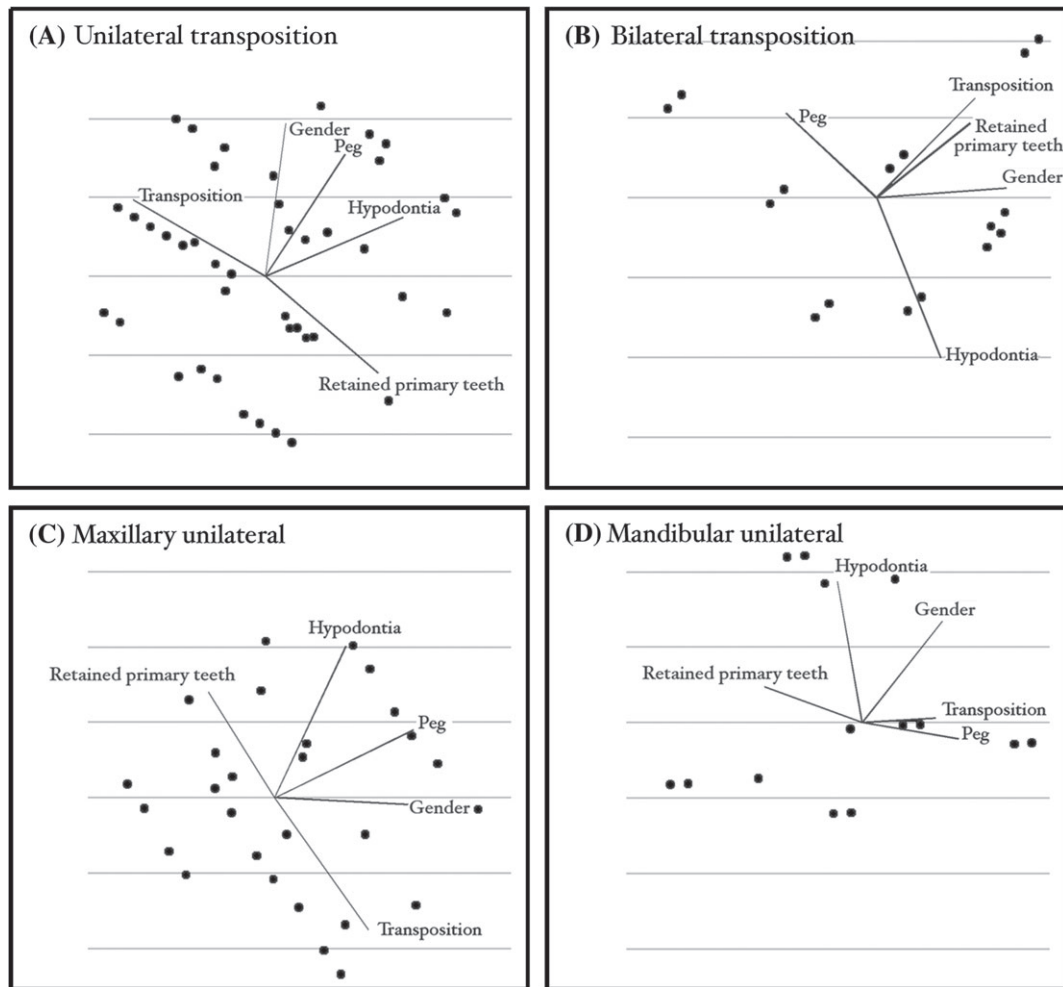 (A) Unilateral transposition
Gender
Peg
Transposition
Hypodontia
Retained primary teeth
(B) Bilateral transposition
Transposition
Peg
Retained
primary teeth
Gender
Hypodontia
(C) Maxillary unilateral
Hypodontia
Retained primary teeth
Peg
Gender
Transposition
(D) Mandibular unilateral
Hypodontia
Gender
Retained primary teeth
Transposition
Peg